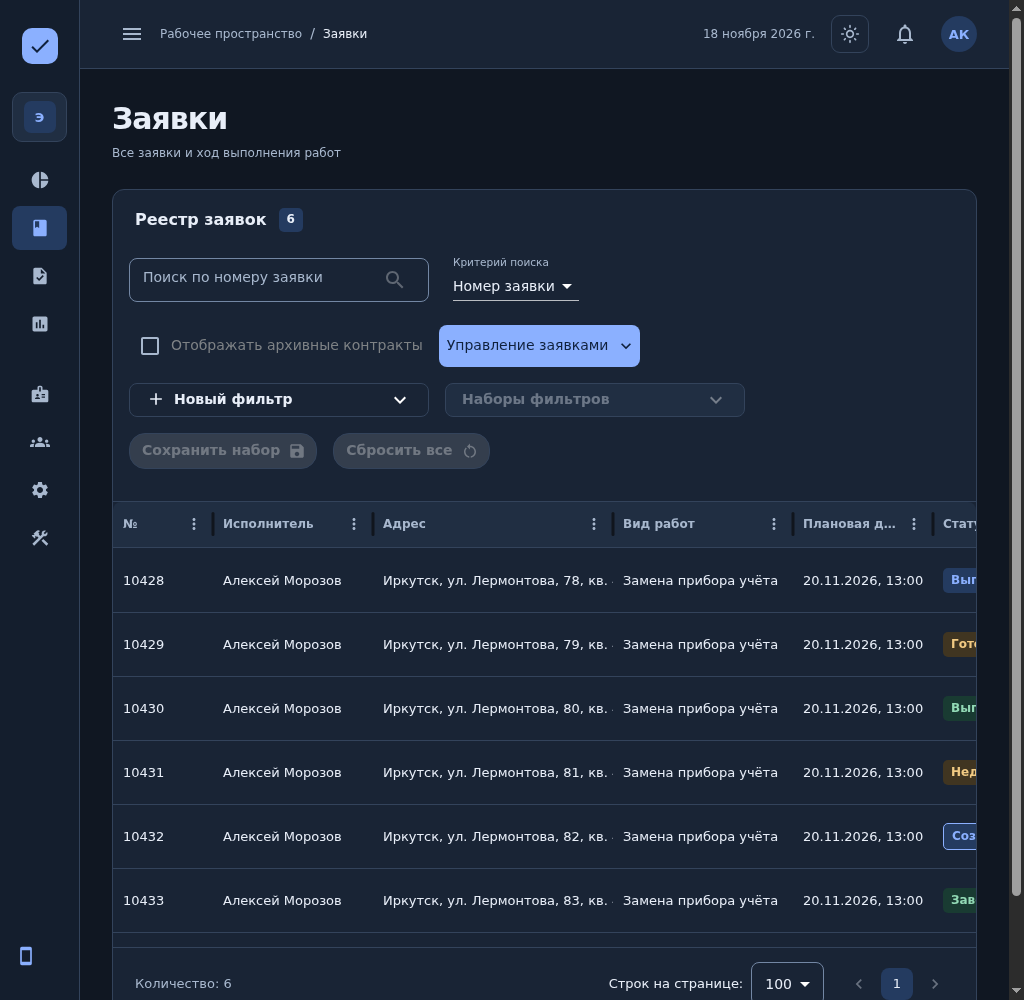 Рабочее пространство / Заявки
18 ноября 2026 г.
АК
Э
Заявки
Все заявки и ход выполнения работ
Реестр заявок 6
Поиск по номеру заявки
Критерий поиска
Номер заявки
Отображать архивные контракты
Управление заявками
Новый фильтр
Наборы фильтров
Сохранить набор
Сбросить все
№ Исполнитель Адрес Вид работ Плановая д...
10428 Алексей Морозов Иркутск, ул. Лермонтова, 78, кв. Замена прибора учёта 20.11.2026, 13:00
10429 Алексей Морозов Иркутск, ул. Лермонтова, 79, кв. Замена прибора учёта 20.11.2026, 13:00
10430 Алексей Морозов Иркутск, ул. Лермонтова, 80, кв. Замена прибора учёта 20.11.2026, 13:00
10431 Алексей Морозов Иркутск, ул. Лермонтова, 81, кв. Замена прибора учёта 20.11.2026, 13:00
10432 Алексей Морозов Иркутск, ул. Лермонтова, 82, кв. Замена прибора учёта 20.11.2026, 13:00
10433 Алексей Морозов Иркутск, ул. Лермонтова, 83, кв. Замена прибора учёта 20.11.2026, 13:00
Количество: 6
Строк на странице: 100
1